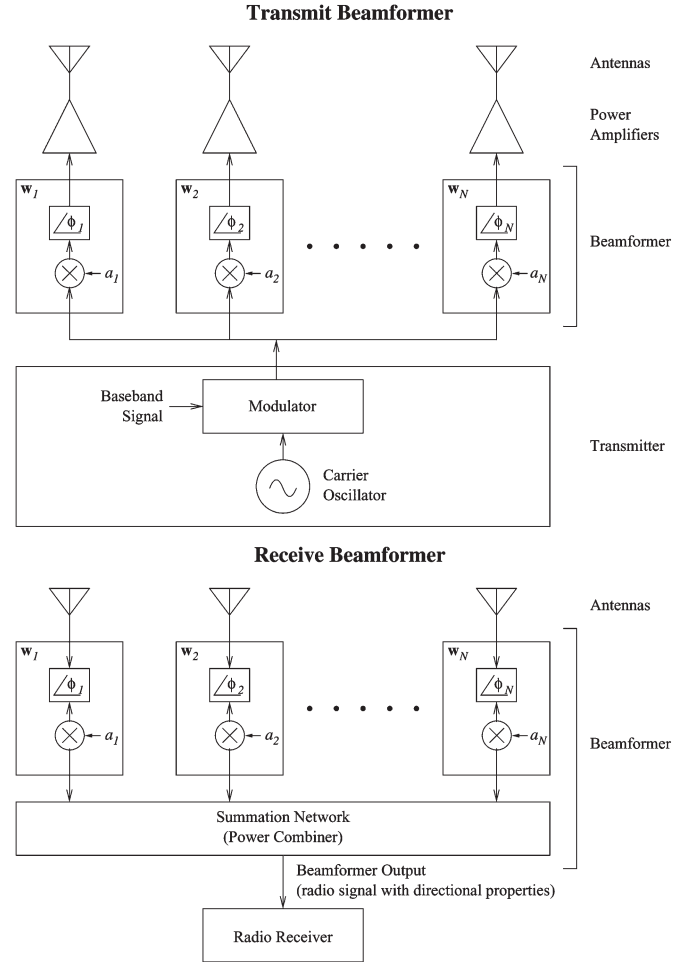 Transmit Beamformer
Antennas
Power
Amplifiers
w1 w2 wN
∠ϕ1 ∠ϕ2 ∠ϕN
Beamformer
a1 a2 aN
Baseband
Signal
Modulator
Transmitter
Carrier
Oscillator
Receive Beamformer
Antennas
w1 w2 wN
∠ϕ1 ∠ϕ2 ∠ϕN
a1 a2 aN
Beamformer
Summation Network
(Power Combiner)
Beamformer Output
(radio signal with directional properties)
Radio Receiver